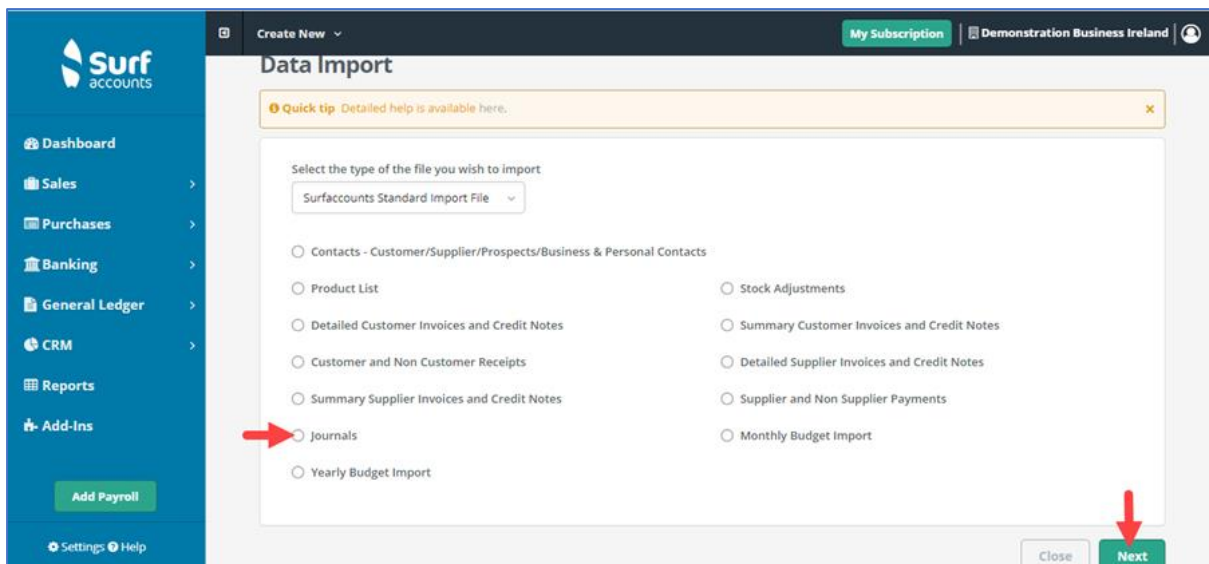 Surf
accounts
Create New
My Subscription
Demonstration Business Ireland
Dashboard
Sales
Purchases
Banking
General Ledger
CRM
Reports
Add-Ins
Add Payroll
Settings Help
Data Import
Quick tip Detailed help is available here.
Select the type of the file you wish to import
Surfaccounts Standard Import File
Contacts - Customer/Supplier/Prospects/Business & Personal Contacts
Product List
Stock Adjustments
Detailed Customer Invoices and Credit Notes
Summary Customer Invoices and Credit Notes
Customer and Non Customer Receipts
Detailed Supplier Invoices and Credit Notes
Summary Supplier Invoices and Credit Notes
Supplier and Non Supplier Payments
Journals
Monthly Budget Import
Yearly Budget Import
Close
Next